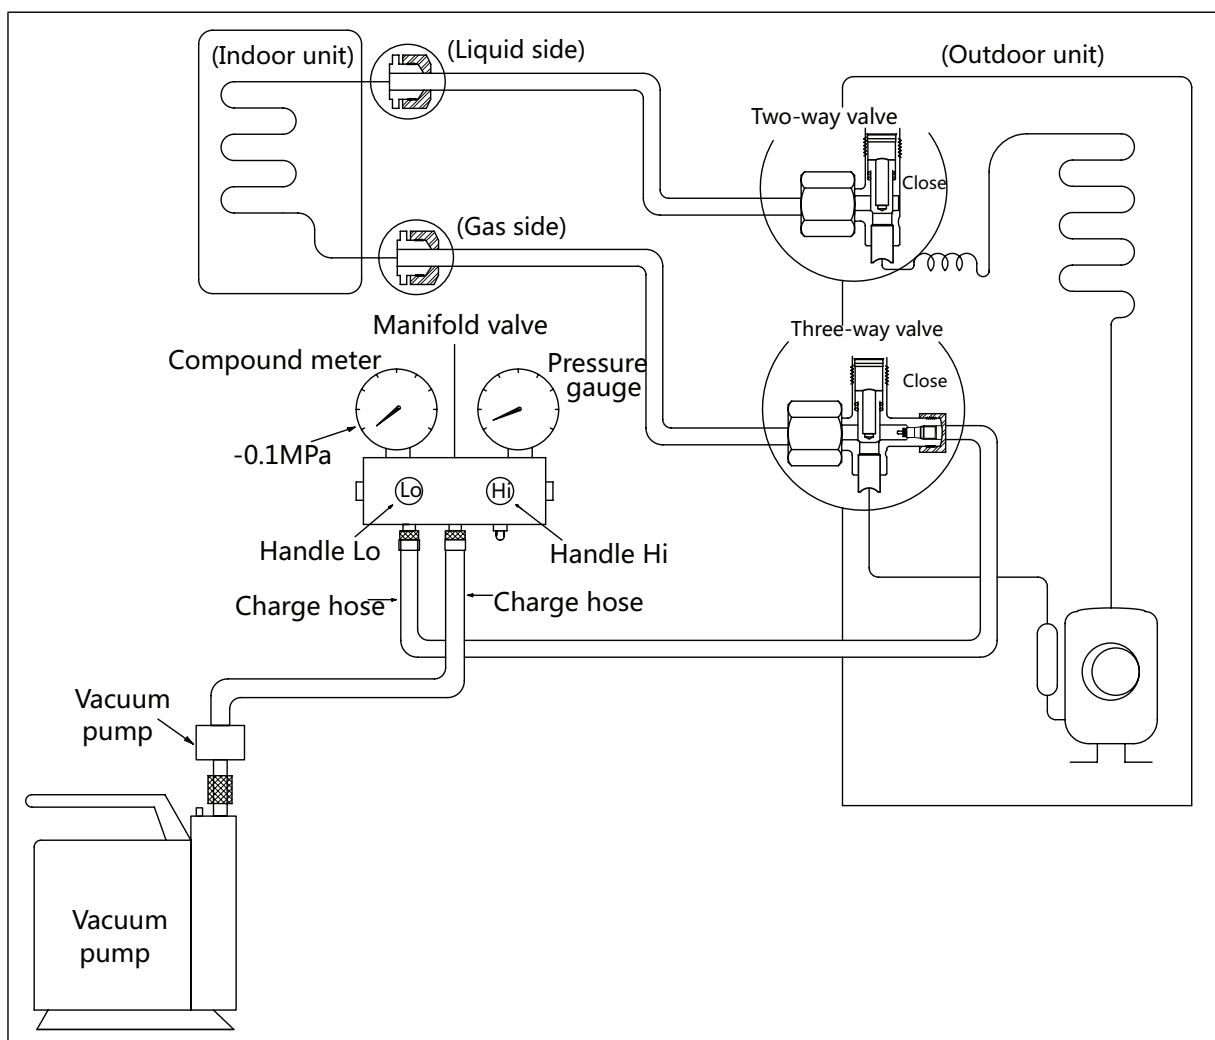 (Indoor unit)
(Liquid side)
(Outdoor unit)
Two-way valve
Close
(Gas side)
Manifold valve
Three-way valve
Compound meter
Pressure
gauge
Close
-0.1MPa
Lo
Hi
Handle Lo
Handle Hi
Charge hose
Charge hose
Vacuum
pump
Vacuum
pump